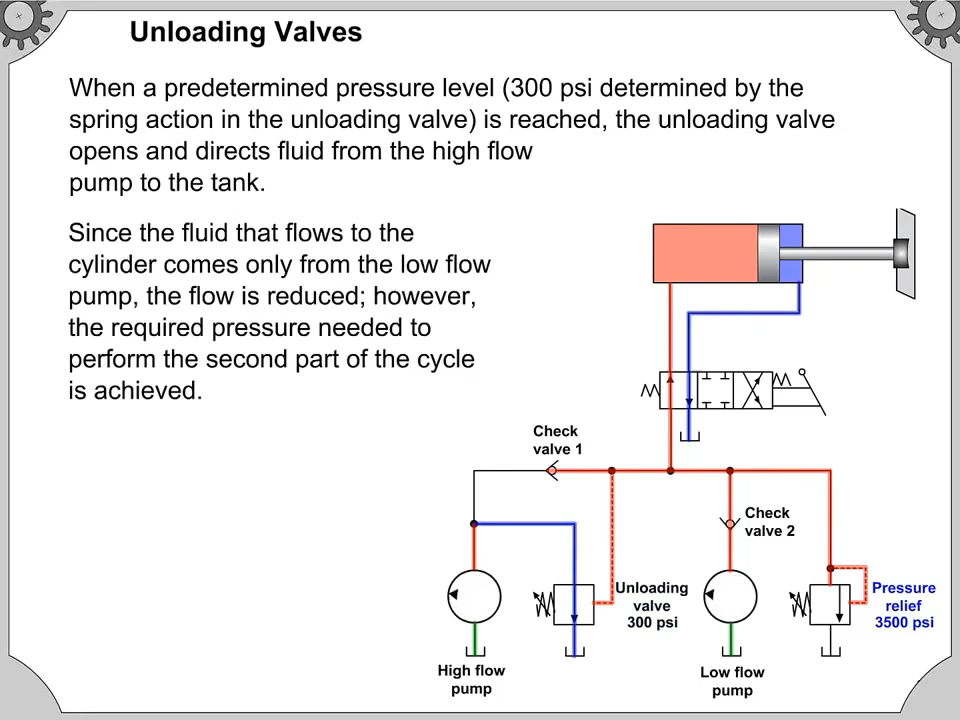 Unloading Valves
When a predetermined pressure level (300 psi determined by the
spring action in the unloading valve) is reached, the unloading valve
opens and directs fluid from the high flow
pump to the tank.
Since the fluid that flows to the
cylinder comes only from the low flow
pump, the flow is reduced; however,
the required pressure needed to
perform the second part of the cycle
is achieved.
Check
valve 1
Check
valve 2
Unloading
valve
300 psi
Pressure
relief
3500 psi
High flow
pump
Low flow
pump